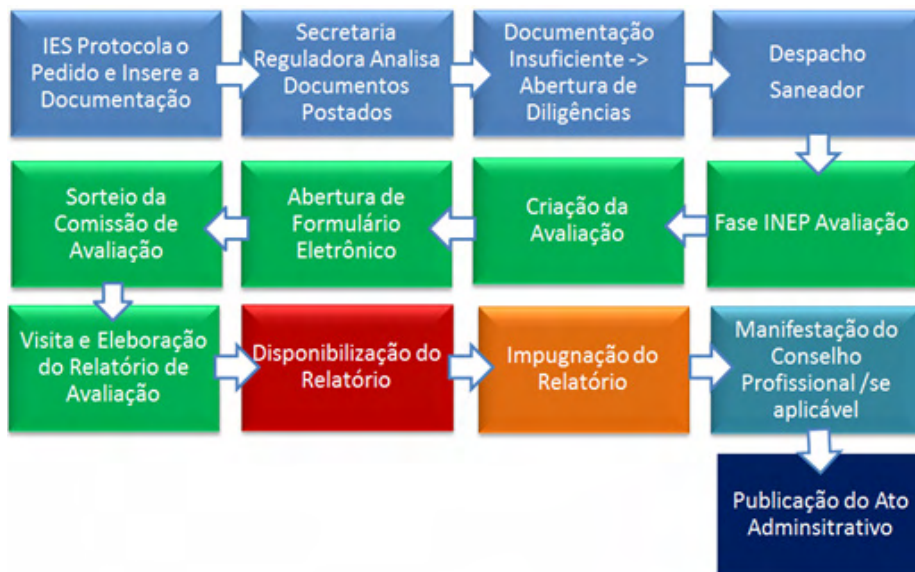 IES Protocola o
Pedido e Insere a
Documentação
Secretaria
Reguladora Analisa
Documentos
Postados
Documentação
Insuficiente ->
Abertura de
Diligências
Despacho
Saneador
Fase INEP Avaliação
Criação da
Avaliação
Abertura de
Formulário
Eletrônico
Sorteio da
Comissão de
Avaliação
Visita e Eleboração
do Relatório de
Avaliação
Disponibilização do
Relatório
Impugnação do
Relatório
Manifestação do
Conselho
Profissional /se
aplicável
Publicação do Ato
Adminsitrativo